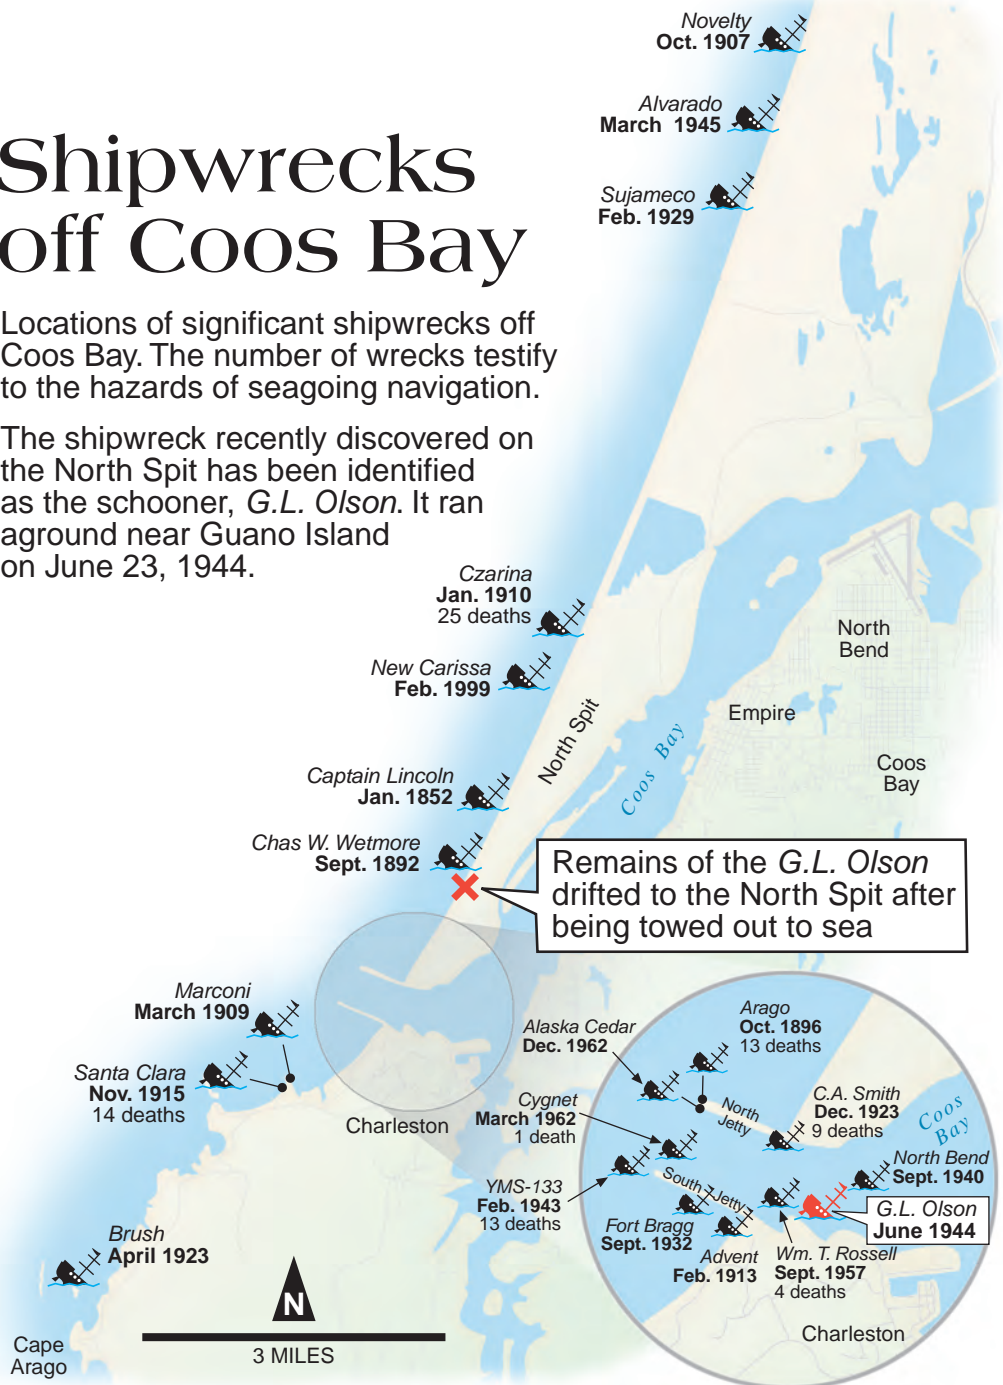 Novelty
Oct. 1907
Alvarado
March 1945
Sujameco
Feb. 1929
Shipwrecks
off Coos Bay
Locations of significant shipwrecks off
Coos Bay. The number of wrecks testify
to the hazards of seagoing navigation.
The shipwreck recently discovered on
the North Spit has been identified
as the schooner, G.L. Olson. It ran
aground near Guano Island
on June 23, 1944.
Czarina
Jan. 1910
25 deaths
New Carissa
Feb. 1999
North
Bend
Empire
Coos
Bay
North Spit
Coos Bay
Captain Lincoln
Jan. 1852
Chas W. Wetmore
Sept. 1892
Remains of the G.L. Olson
drifted to the North Spit after
being towed out to sea
Marconi
March 1909
Santa Clara
Nov. 1915
14 deaths
Charleston
Brush
April 1923
Cape
Arago
N
3 MILES
Arago
Oct. 1896
13 deaths
Alaska Cedar
Dec. 1962
Cygnet
March 1962
1 death
North
Jetty
C.A. Smith
Dec. 1923
9 deaths
Coos
Bay
North Bend
Sept. 1940
YMS-133
Feb. 1943
13 deaths
South Jetty
G.L. Olson
June 1944
Fort Bragg
Sept. 1932
Advent
Feb. 1913
Wm. T. Rossell
Sept. 1957
4 deaths
Charleston